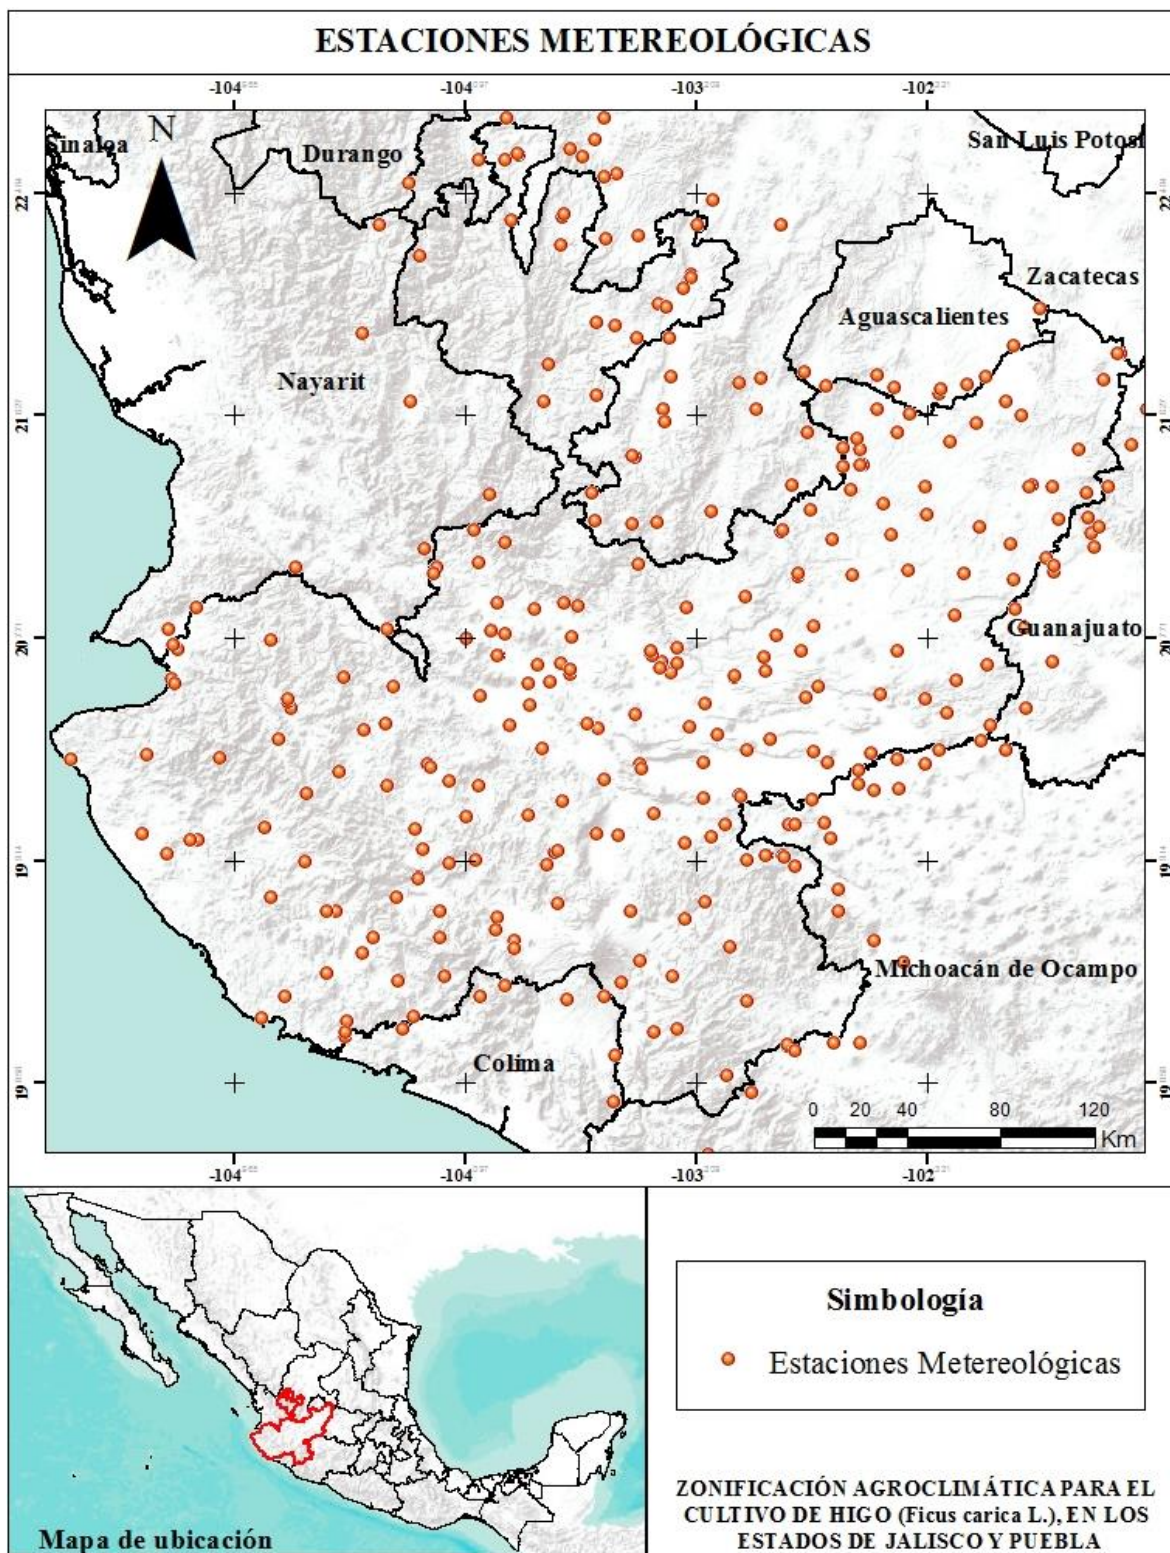 ESTACIONES METEREOLÓGICAS
-104 -104 -103 -102
Sinaloa
N
Durango
San Luis Potosí
22 22
Zacatecas
Aguascalientes
Nayarit
21 21
20 20
Guanajuato
19 19
Michoacán de Ocampo
Colima
19 19
0 20 40 80 120
Km
-104 -104 -103 -102
Mapa de ubicación
Simbología
Estaciones Metereológicas
ZONIFICACIÓN AGROCLIMÁTICA PARA EL
CULTIVO DE HIGO (Ficus carica L.), EN LOS
ESTADOS DE JALISCO Y PUEBLA